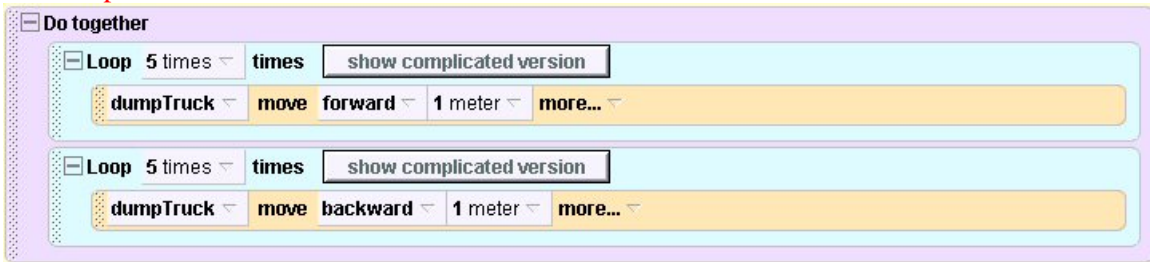 Do together
Loop 5 times times show complicated version
dumpTruck move forward 1 meter more...
Loop 5 times times show complicated version
dumpTruck move backward 1 meter more...